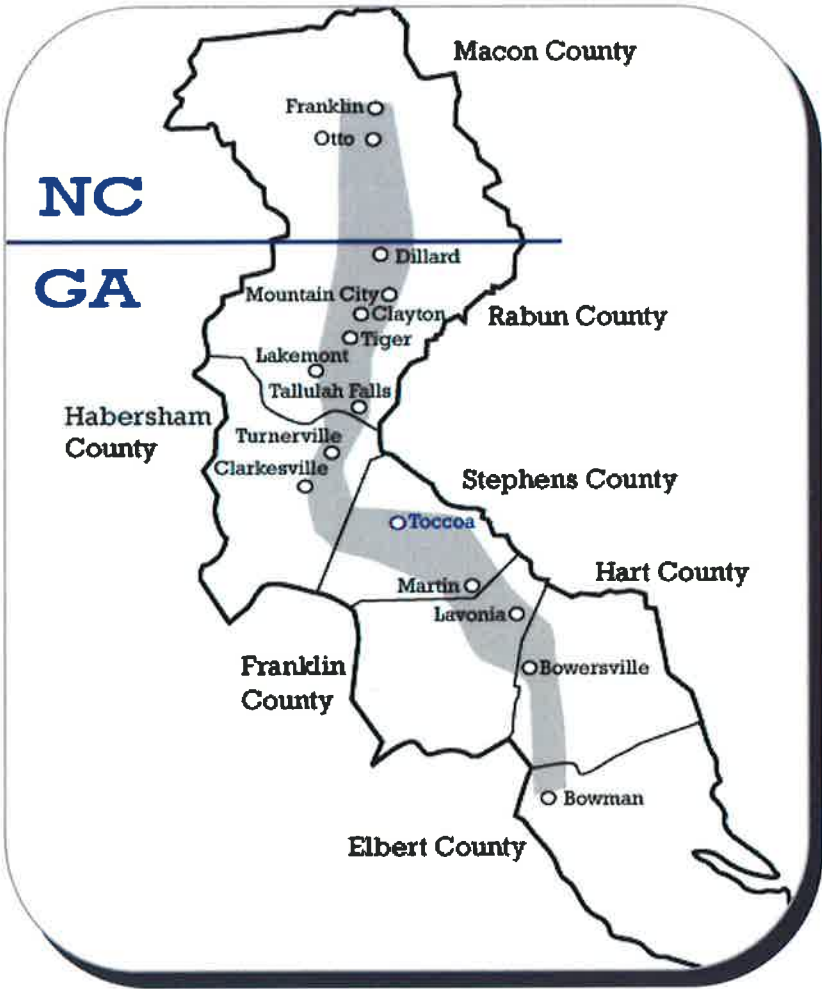 Macon County
Franklin
Otto
NC
GA
Dillard
Mountain City
Clayton
Rabun County
Tiger
Lakemont
Tallulah Falls
Habersham
County
Turnerville
Clarkesville
Stephens County
Toccoa
Hart County
Martin
Lavonia
Franklin
County
Bowersville
Bowman
Elbert County